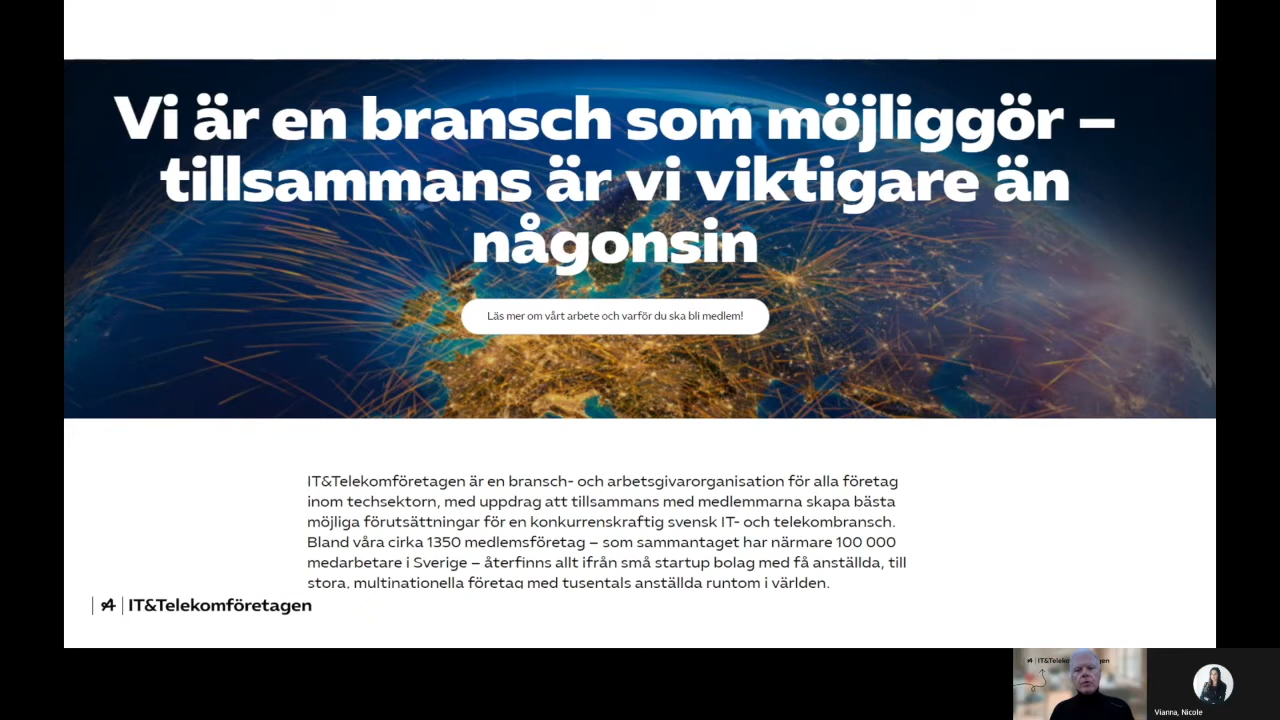 Vi är en bransch som möjliggör –
tillsammans är vi viktigare än
någonsin
Läs mer om vårt arbete och varför du ska bli medlem!
IT&Telekomföretagen är en bransch- och arbetsgivarorganisation för alla företag
inom techsektorn, med uppdrag att tillsammans med medlemmarna skapa bästa
möjliga förutsättningar för en konkurrenskraftig svensk IT- och telekombransch.
Bland våra cirka 1350 medlemsföretag – som sammantaget har närmare 100 000
medarbetare i Sverige – återfinns allt ifrån små startup bolag med få anställda, till
stora, multinationella företag med tusentals anställda runtom i världen.
IT&Telekomföretagen
Vianna, Nicole